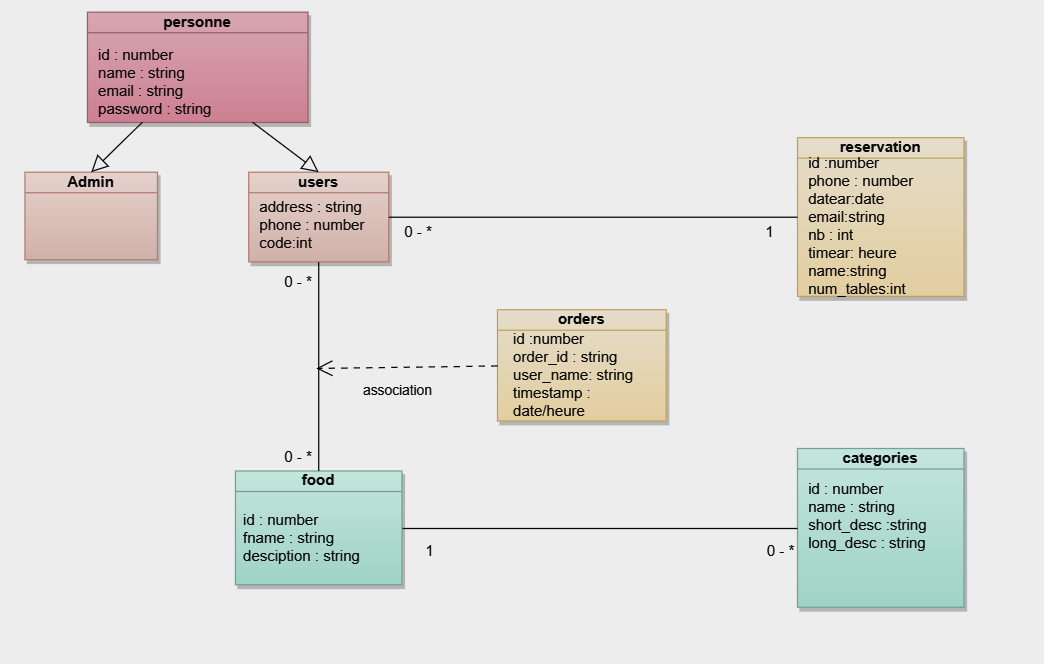 personne
id : number
name : string
email : string
password : string
Admin
users
address : string
phone : number
code:int
reservation
id :number
phone : number
datear:date
email:string
nb : int
timear: heure
name:string
num_tables:int
0 - *
1
0 - *
orders
id :number
order_id : string
user_name: string
timestamp :
date/heure
association
0 - *
food
id : number
fname : string
desciption : string
categories
id : number
name : string
short_desc :string
long_desc : string
1
0 - *